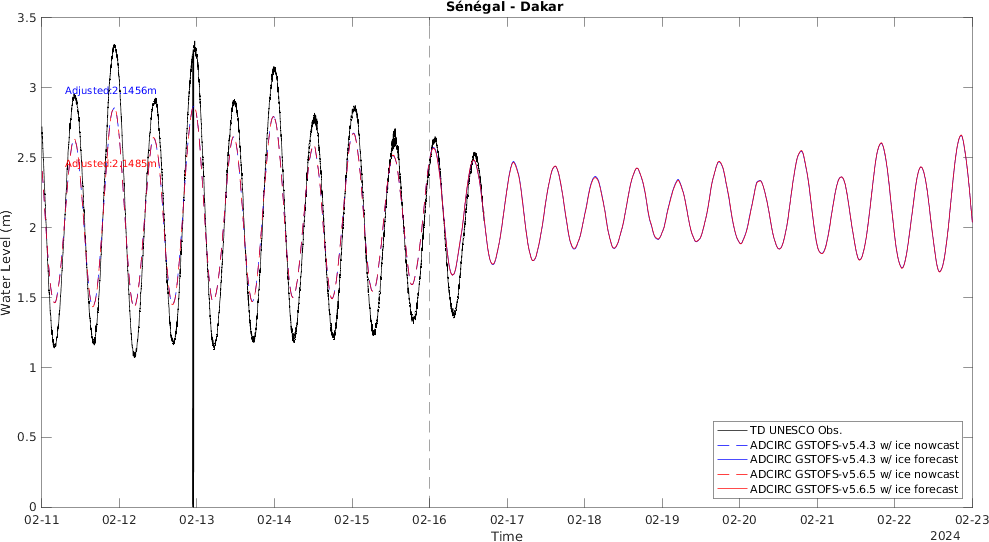 Sénégal - Dakar
Water Level (m)
3.5
3
2.5
2
1.5
1
0.5
0
Adjusted:2.1456m
Adjusted:2.1485m
TD UNESCO Obs.
ADCIRC GSTOFS-v5.4.3 w/ ice nowcast
ADCIRC GSTOFS-v5.4.3 w/ ice forecast
ADCIRC GSTOFS-v5.6.5 w/ ice nowcast
ADCIRC GSTOFS-v5.6.5 w/ ice forecast
02-11 02-12 02-13 02-14 02-15 02-16 02-17 02-18 02-19 02-20 02-21 02-22 02-23
Time
2024